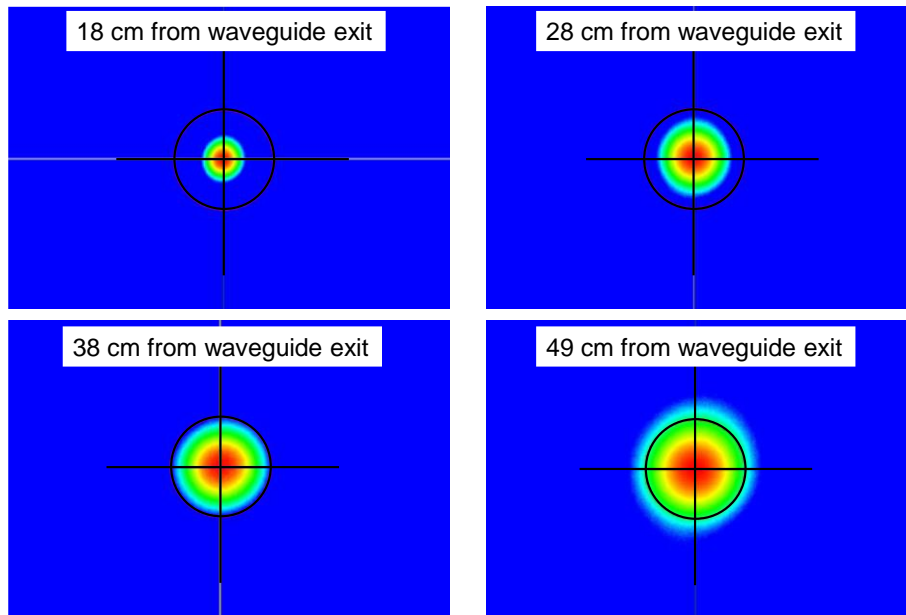 18 cm from waveguide exit
28 cm from waveguide exit
38 cm from waveguide exit
49 cm from waveguide exit